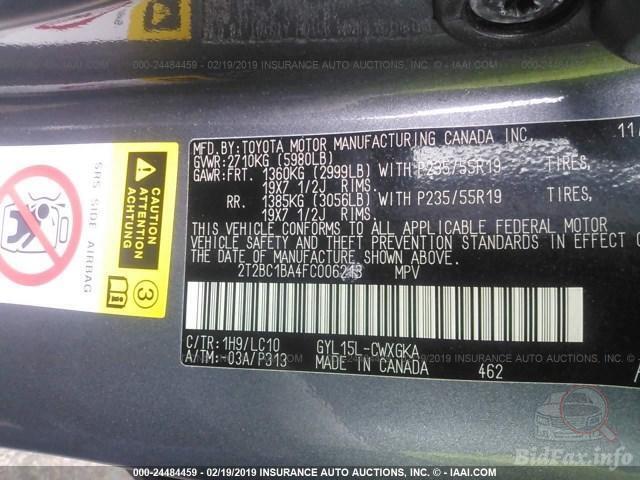 000-24484459 - 02/19/2019 INSURANCE AUTO AUCTIONS, INC. - © IAAI.COM
MFD.BY:TOYOTA MOTOR MANUFACTURING CANADA INC. 11/
GVWR:2710KG (5980LB)
GAWR:FRT. 1360KG (2999LB) WITH P235/55R19 TIRES,
19X7 1/2J RIMS.
RR. 1385KG (3056LB) WITH P235/55R19 TIRES,
19X7 1/2J RIMS.
THIS VEHICLE CONFORMS TO ALL APPLICABLE FEDERAL MOTOR
VEHICLE SAFETY AND THEFT PREVENTION STANDARDS IN EFFECT O
THE DATE OF MANUFACTURE SHOWN ABOVE.
2T2BC1BA4FC006213 MPV
C/TR:1H9/LC10 GYL15L-CWXGKA
A/TM:-03A/P313 MADE IN CANADA 462 A
SRS SIDE AIRBAG
CAUTION
ATTENTION
ACHTUNG
3
BidFax.info
000-24484459 - 02/19/2019 INSURANCE AUTO AUCTIONS, INC. - © IAAI.COM